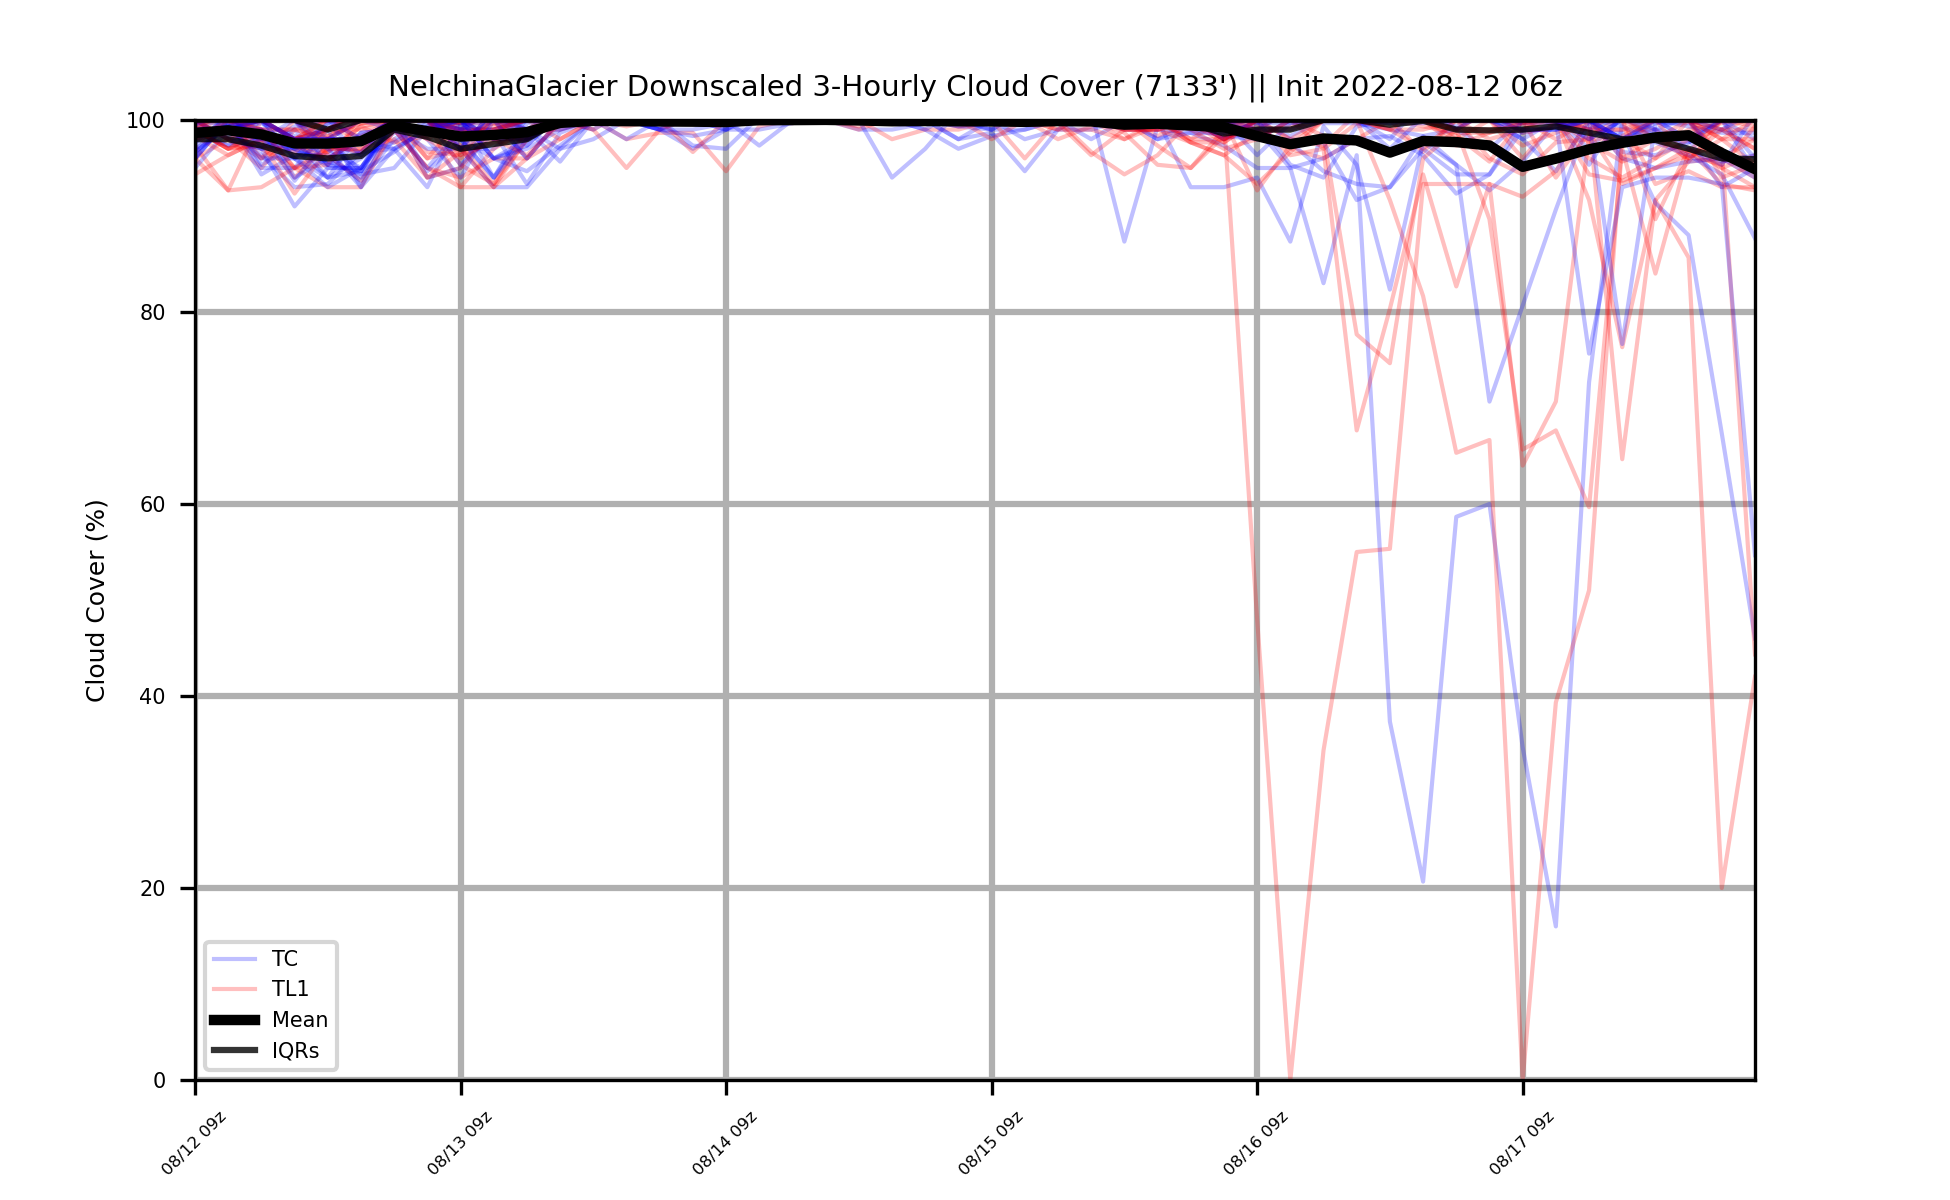 NelchinaGlacier Downscaled 3-Hourly Cloud Cover (7133') || Init 2022-08-12 06z
Cloud Cover (%)
100
80
60
40
20
0
TC
TL1
Mean
IQRs
08/12 09z
08/13 09z
08/14 09z
08/15 09z
08/16 09z
08/17 09z